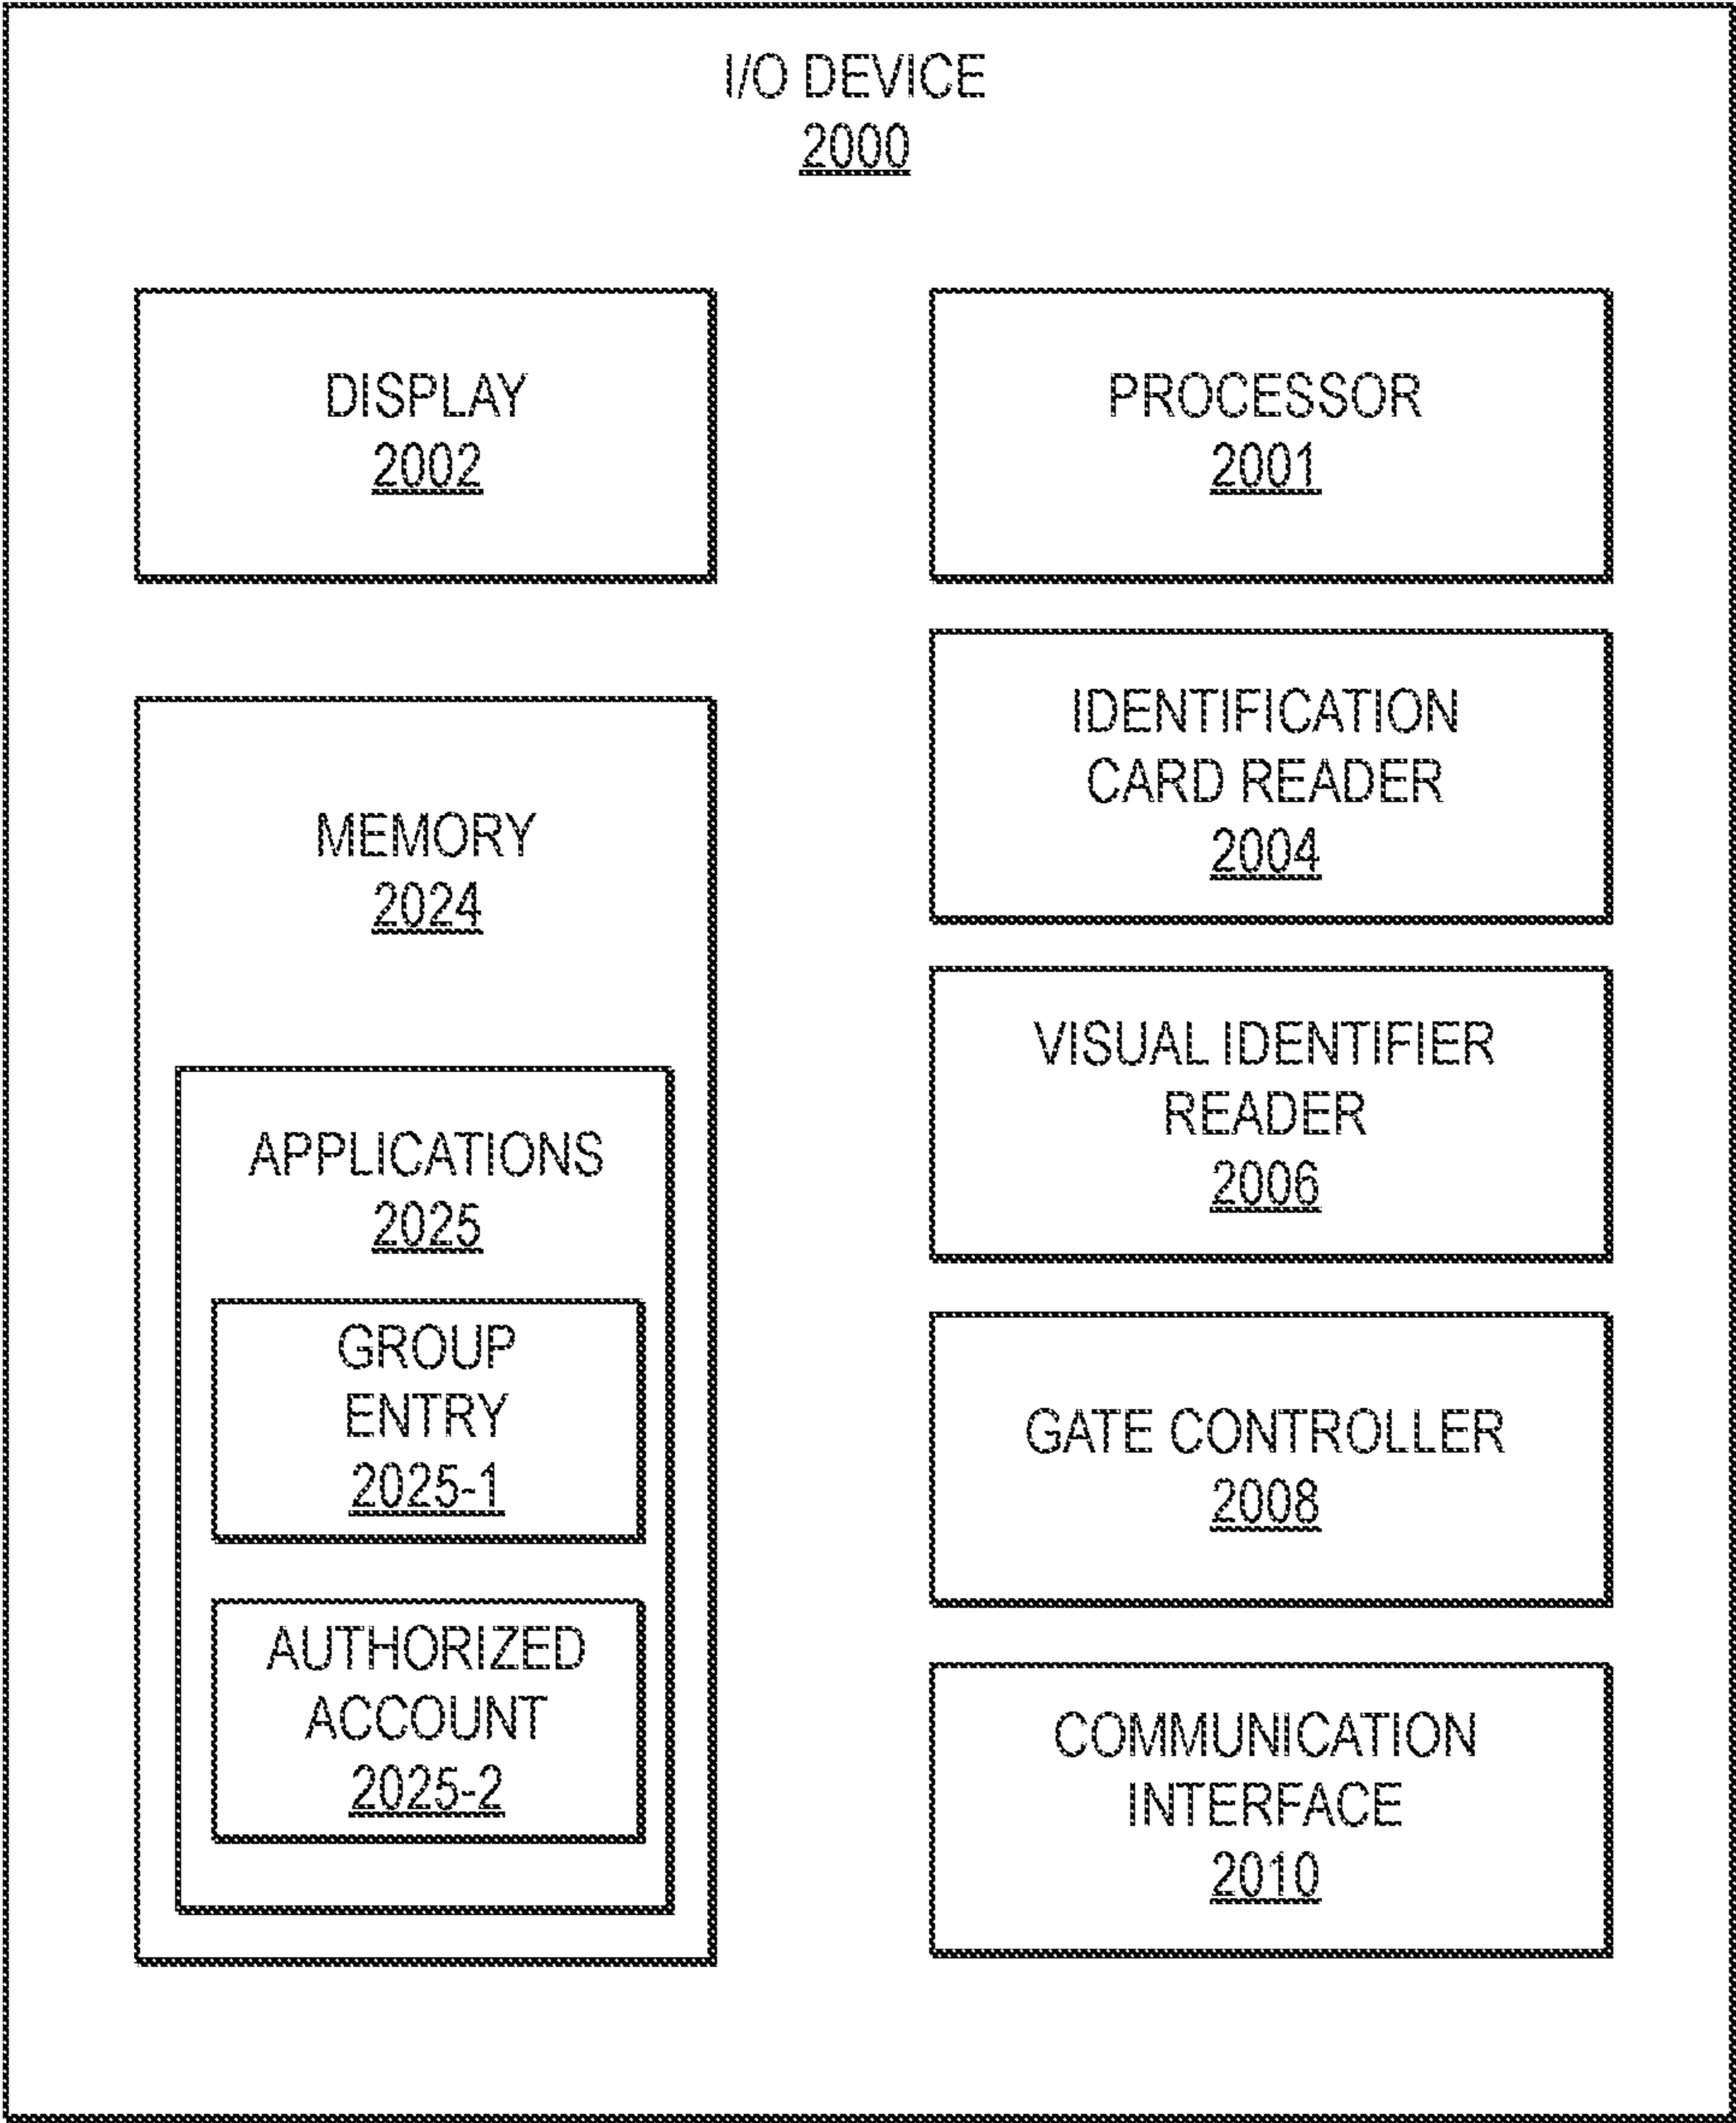 I/O DEVICE
2000
DISPLAY
2002
PROCESSOR
2001
MEMORY
2024
APPLICATIONS
2025
GROUP
ENTRY
2025-1
AUTHORIZED
ACCOUNT
2025-2
IDENTIFICATION
CARD READER
2004
VISUAL IDENTIFIER
READER
2006
GATE CONTROLLER
2008
COMMUNICATION
INTERFACE
2010